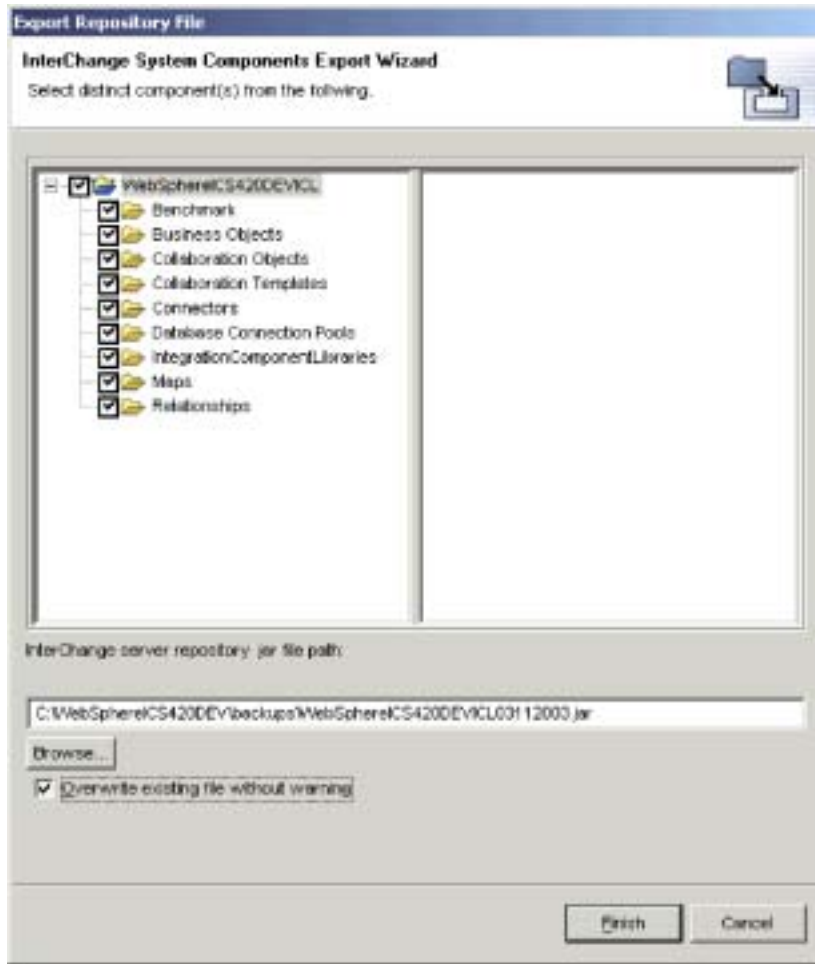 Export Repository File
InterChange System Components Export Wizard
Select distinct component(s) from the follwing.
WebSphereICS420DEVICL
Benchmark
Business Objects
Collaboration Objects
Collaboration Templates
Connectors
Database Connection Pools
IntegrationComponentLibraries
Maps
Relationships
InterChange server repository jar file path:
C:\WebSphereICS420DEV\backups\WebSphereICS420DEVICL03112003.jar
Browse...
Overwrite existing file without warning
Finish
Cancel